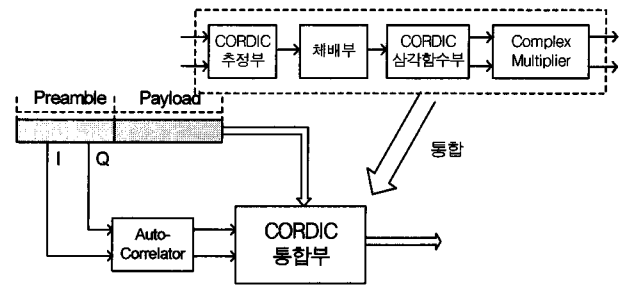 CORDIC
추정부
체배부
CORDIC
삼각함수부
Complex
Multiplier
Preamble
Payload
통합
I
Q
Auto-
Correlator
CORDIC
통합부